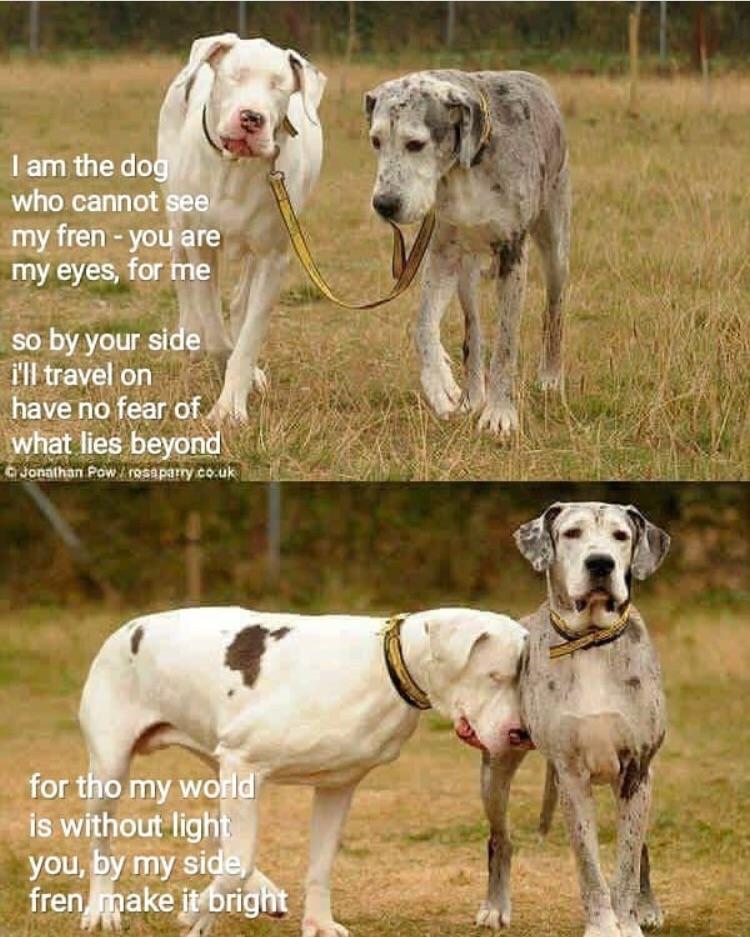 I am the dog
who cannot see
my fren - you are
my eyes, for me
so by your side
i'll travel on
have no fear of
what lies beyond
© Jonathan Pow / rossparry.co.uk
for tho my world
is without light
you, by my side,
fren, make it bright